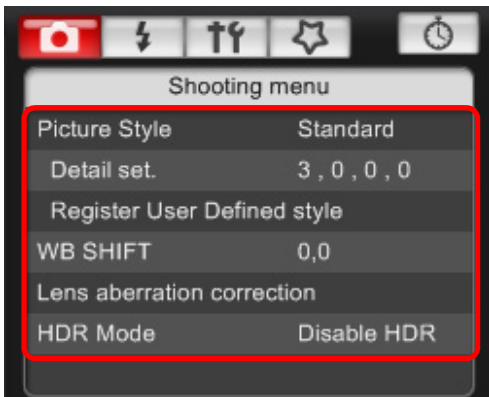 Shooting menu
Picture Style Standard
Detail set. 3 , 0 , 0 , 0
Register User Defined style
WB SHIFT 0,0
Lens aberration correction
HDR Mode Disable HDR